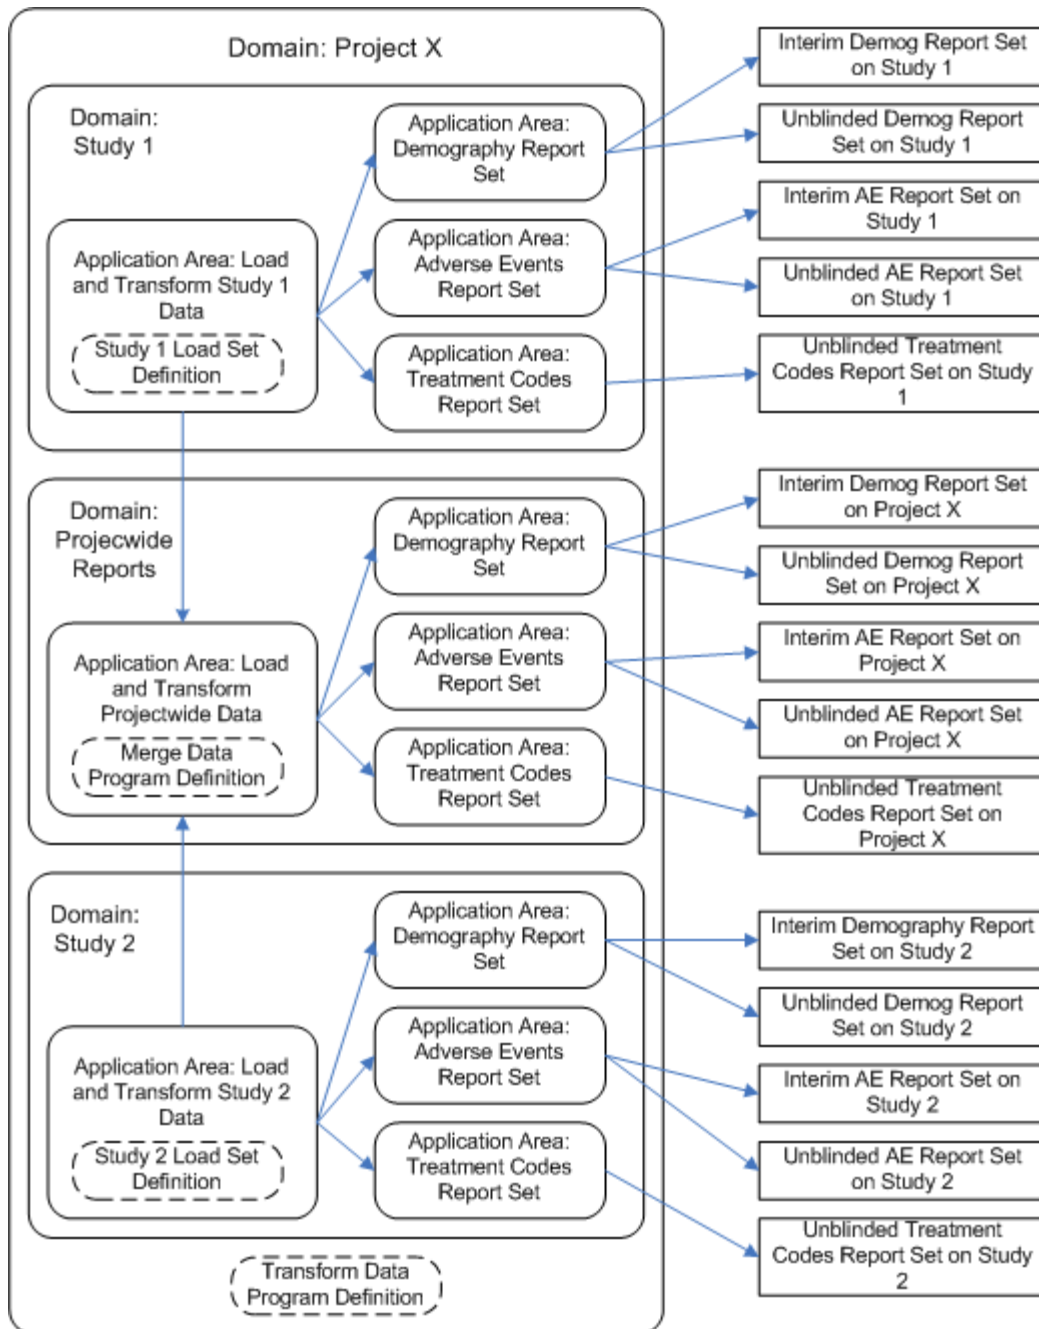 Domain: Project X
Domain:
Study 1
Application Area: Load
and Transform Study 1
Data
Study 1 Load Set
Definition
Application Area:
Demography Report
Set
Application Area:
Adverse Events
Report Set
Application Area:
Treatment Codes
Report Set
Interim Demog Report Set
on Study 1
Unblinded Demog Report
Set on Study 1
Interim AE Report Set on
Study 1
Unblinded AE Report Set
on Study 1
Unblinded Treatment
Codes Report Set on Study
1
Domain:
Projecwide
Reports
Application Area: Load
and Transform
Projectwide Data
Merge Data
Program Definition
Application Area:
Demography Report
Set
Application Area:
Adverse Events
Report Set
Application Area:
Treatment Codes
Report Set
Interim Demog Report Set
on Project X
Unblinded Demog Report
Set on Project X
Interim AE Report Set on
Project X
Unblinded AE Report Set
on Project X
Unblinded Treatment
Codes Report Set on
Project X
Domain:
Study 2
Application Area: Load
and Transform Study 2
Data
Study 2 Load Set
Definition
Application Area:
Demography Report
Set
Application Area:
Adverse Events
Report Set
Application Area:
Treatment Codes
Report Set
Interim Demography Report
Set on Study 2
Unblinded Demog Report
Set on Study 2
Interim AE Report Set on
Study 2
Unblinded AE Report Set
on Study 2
Unblinded Treatment
Codes Report Set on Study
2
Transform Data
Program Definition